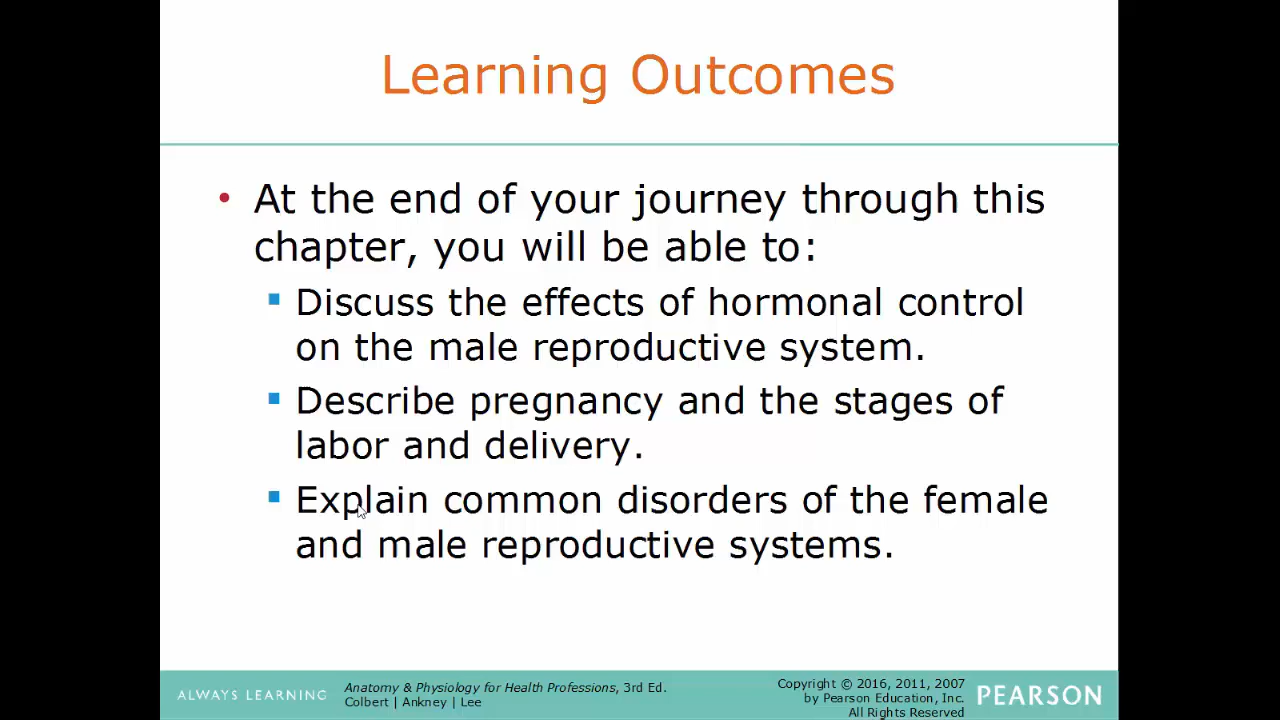 Learning Outcomes
• At the end of your journey through this
chapter, you will be able to:
▪ Discuss the effects of hormonal control
on the male reproductive system.
▪ Describe pregnancy and the stages of
labor and delivery.
▪ Explain common disorders of the female
and male reproductive systems.
ALWAYS LEARNING
Anatomy & Physiology for Health Professions, 3rd Ed.
Colbert | Ankney | Lee
Copyright © 2016, 2011, 2007
by Pearson Education, Inc.
All Rights Reserved
PEARSON